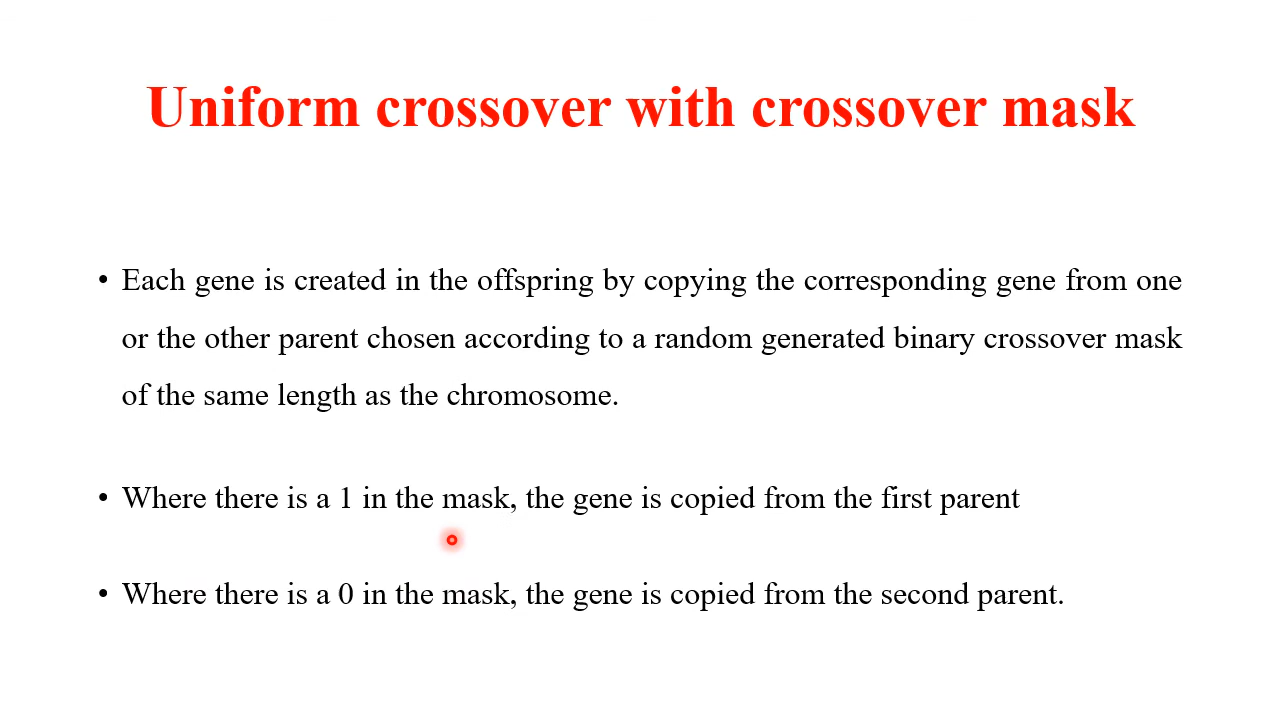 Uniform crossover with crossover mask
• Each gene is created in the offspring by copying the corresponding gene from one
or the other parent chosen according to a random generated binary crossover mask
of the same length as the chromosome.
• Where there is a 1 in the mask, the gene is copied from the first parent
• Where there is a 0 in the mask, the gene is copied from the second parent.